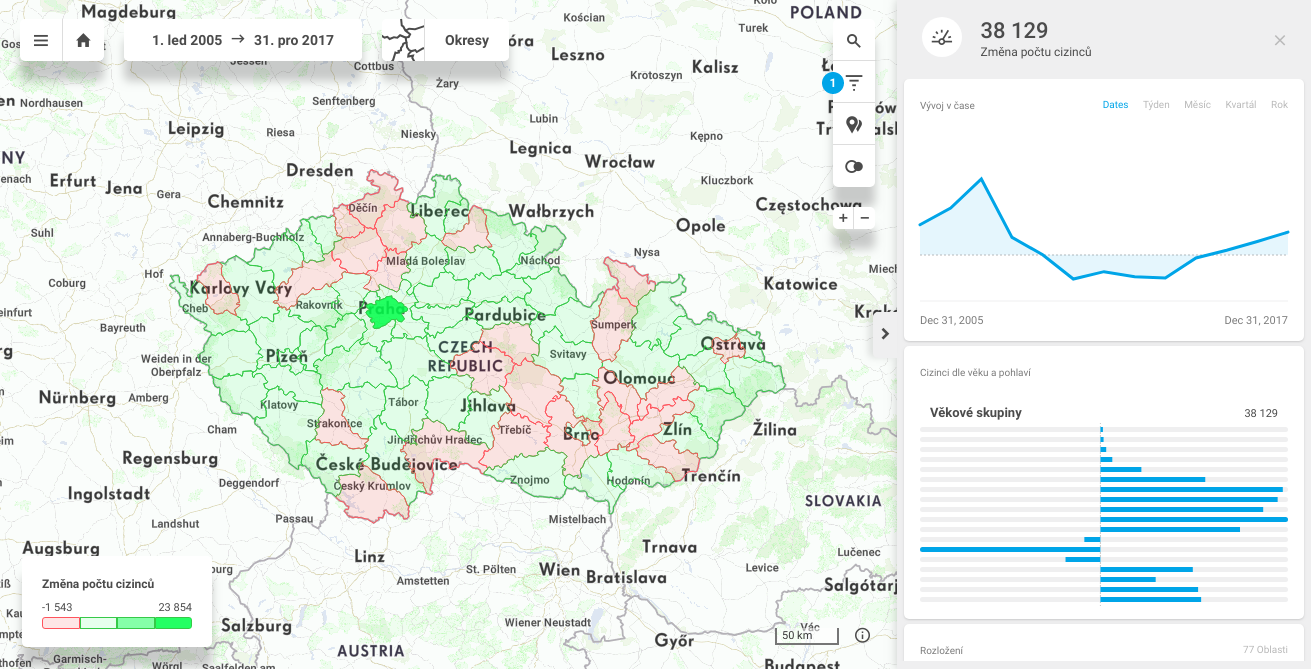 Magdeburg
Kościan
POLAND
Turek
1. led 2005 → 31. pro 2017
Okresy
Leszno
Cottbus
Kalisz
Krotoszyn
Żary
Nordhausen
Senftenberg
1
Lubin
Leipzig
Riesa
Niesky
Kępno
Legnica
Wrocław
Dresden
Erfurt
Jena
Gera
Kluczbork
Chemnitz
Děčín
Liberec
Wałbrzych
Częstochowa
Suhl
Annaberg-Buchholz
Opole
+ −
Mladá Boleslav
Náchod
Nysa
Hof
Coburg
Karlovy Vary
Katowice
Cheb
Rakovník
Praha
Pardubice
Bayreuth
Šumperk
CZECH
REPUBLIC
Ostrava
Weiden in der
Oberpfalz
Plzeň
Svitavy
Olomouc
Nürnberg
Amberg
Klatovy
Tábor
Jihlava
Cham
Strakonice
Jindřichův Hradec
Třebíč
Brno
Zlín
Žilina
Regensburg
České Budějovice
Deggendorf
Český Krumlov
Znojmo
Hodonín
Trenčín
Ingolstadt
SLOVAKIA
Landshut
Passau
Mistelbach
Augsburg
Linz
Trnava
Lučenec
Amstetten
St. Pölten
Wien
Bratislava
Levice
Salzburg
Wiener Neustadt
Győr
Vác
AUSTRIA
Budapest
Garmisch-
Wörgl
Saalfelden am
Změna počtu cizinců
-1 543
23 854
50 km
38 129
Změna počtu cizinců
Vývoj v čase
Dates Týden Měsíc Kvartál Rok
Dec 31, 2005
Dec 31, 2017
Cizinci dle věku a pohlaví
Věkové skupiny
38 129
Rozložení
77 Oblastí